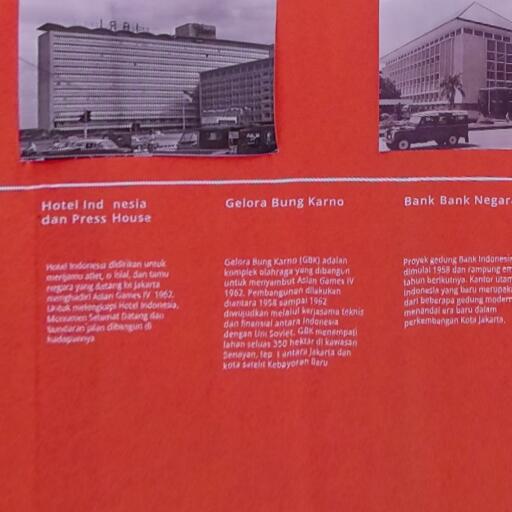 Hotel Ind nesia
dan Press House
Hotel Indonesia didirikan untuk
menjamu atlet, o isial, dan tamu
negara yang datang ke Jakarta
menghadiri Asian Games IV 1962.
Untuk melengkapi Hotel Indonesia,
Monumen Selamat Datang dan
bundaran jalan dibangun di
hadapannya
Gelora Bung Karno
Gelora Bung Karno (GBK) adalah
komplek olahraga yang dibangun
untuk menyambut Asian Games IV
1962. Pembangunan dilakukan
diantara 1958 sampai 1962
diwujudkan melalui kerjasama teknis
dan finansial antara Indonesia
dengan Uni Soviet. GBK menempati
lahan seluas 350 hektar di kawasan
Senayan, tep t antara Jakarta dan
kota satelit Kebayoran Baru
Bank Bank Negar
Proyek gedung Bank Indonesi
dimulai 1958 dan rampung em
tahun berikutnya. Kantor utam
Indonesia yang baru merupak
dari beberapa gedung modern
menandai era baru dalam
perkembangan Kota Jakarta.